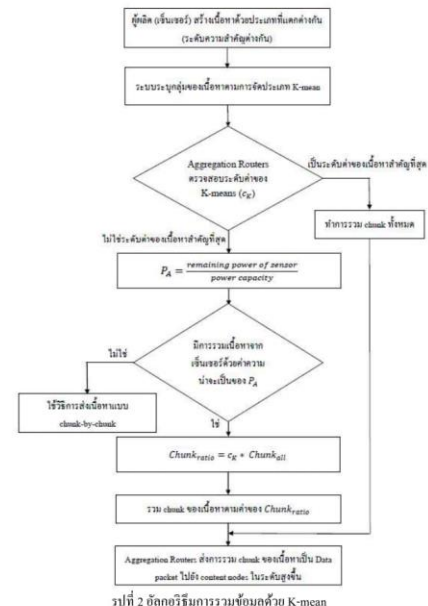 ผู้ผลิต (เซ็นเซอร์) สร้างเนื้อหาด้วยประเภทที่แตกต่างกัน
(ระดับความสำคัญต่างกัน)
ระบบระบุกลุ่มของเนื้อหาตามการจัดประเภท K-mean
Aggregation Routers
ตรวจสอบระดับค่าของ
K-means (c_K)
เป็นระดับค่าของเนื้อหาสำคัญที่สุด
ทำการรวม chunk ทั้งหมด
ไม่ใช่ระดับค่าของเนื้อหาสำคัญที่สุด
P_A = remaining power of sensor / power capacity
มีการรวมเนื้อหาจาก
เซ็นเซอร์ด้วยค่าความ
น่าจะเป็นของ P_A
ไม่ใช่
ใช้วิธีการส่งเนื้อหาแบบ
chunk-by-chunk
ใช่
Chunk_ratio = c_K * Chunk_all
รวม chunk ของเนื้อหาตามค่าของ Chunk_ratio
Aggregation Routers ส่งการรวม chunk ของเนื้อหาเป็น Data
packet ไปยัง content nodes ในระดับสูงขึ้น
รูปที่ 2 อัลกอริธึมการรวมข้อมูลด้วย K-mean